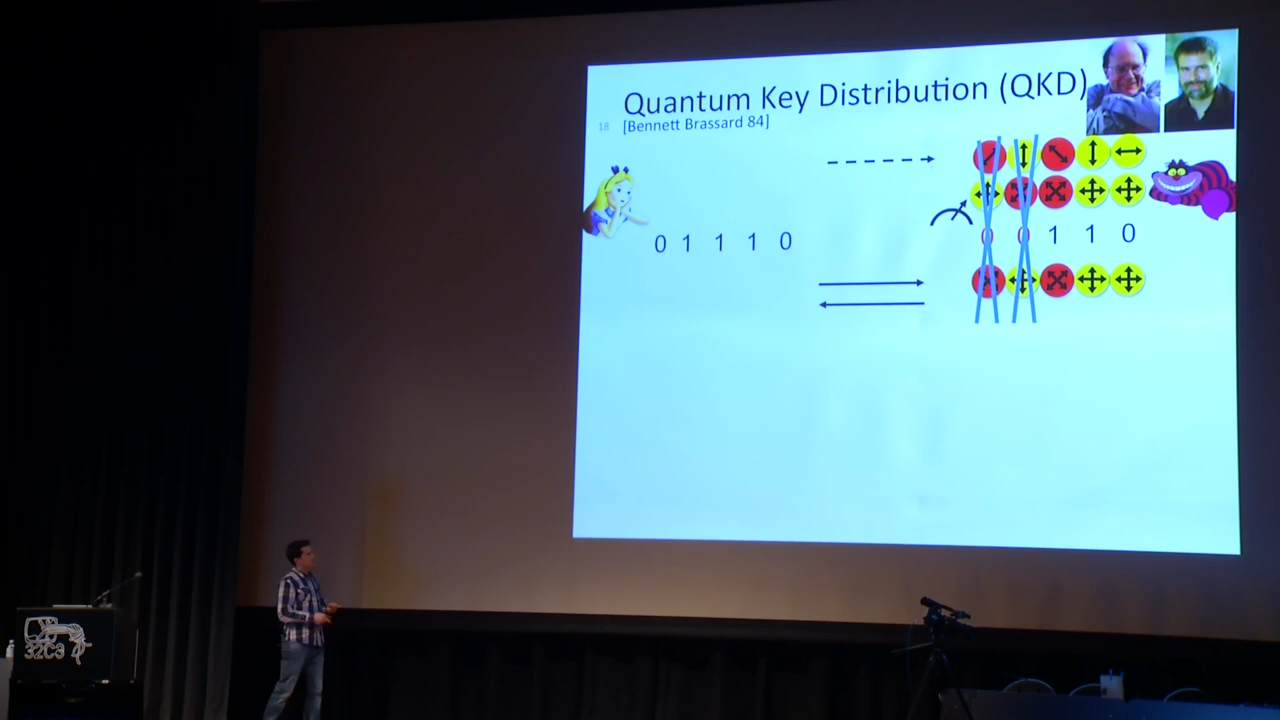 Quantum Key Distribution (QKD)
18 [Bennett Brassard 84]
0 1 1 1 0
0 0 1 1 0
32C3